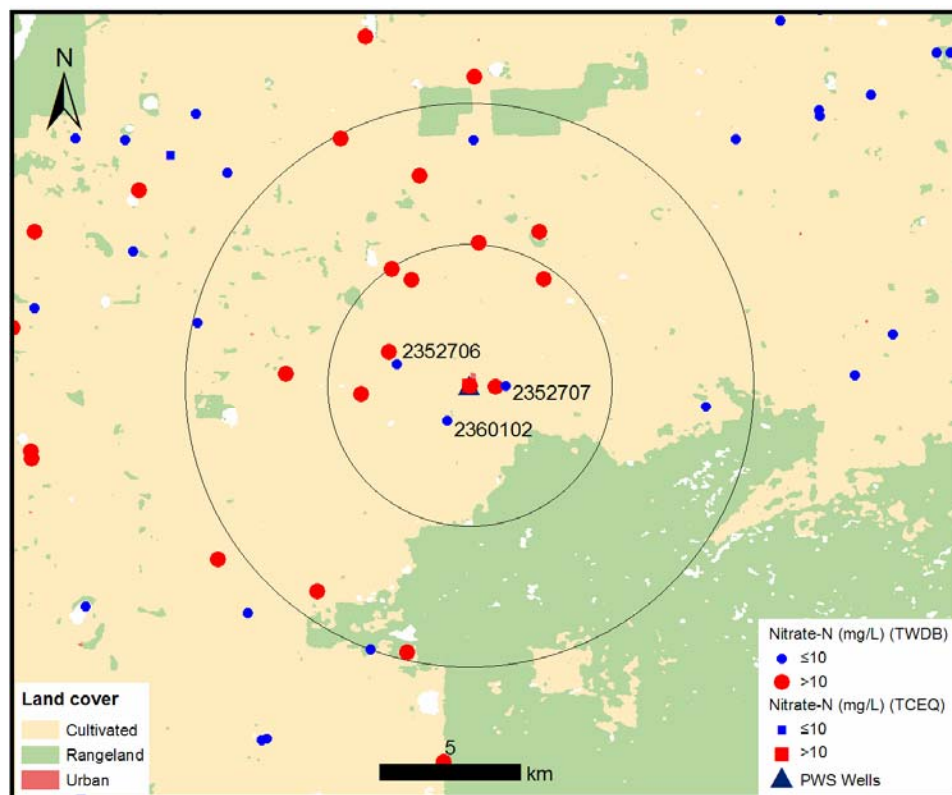 N
2352706
2352707
2360102
5
km
Land cover
Cultivated
Rangeland
Urban
Nitrate-N (mg/L) (TWDB)
≤10
>10
Nitrate-N (mg/L) (TCEQ)
≤10
>10
PWS Wells